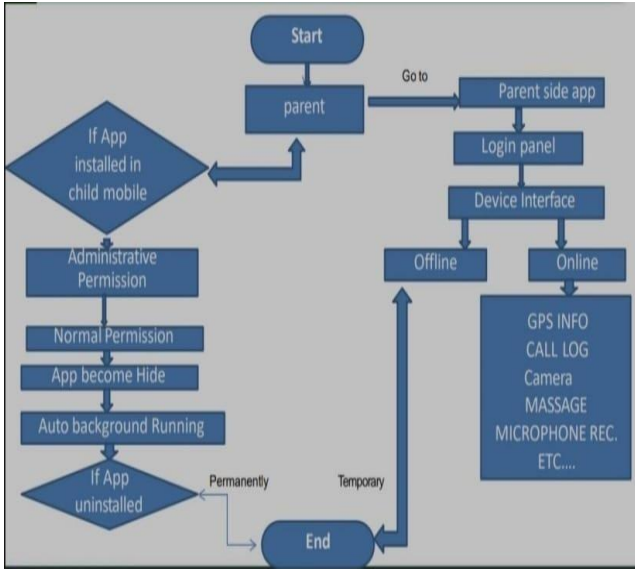 Start
parent
Go to
Parent side app
Login panel
Device Interface
Offline
Online
GPS INFO
CALL LOG
Camera
MASSAGE
MICROPHONE REC.
ETC....
If App
installed in
child mobile
Administrative
Permission
Normal Permission
App become Hide
Auto background Running
If App
uninstalled
Permanently
Temporary
End